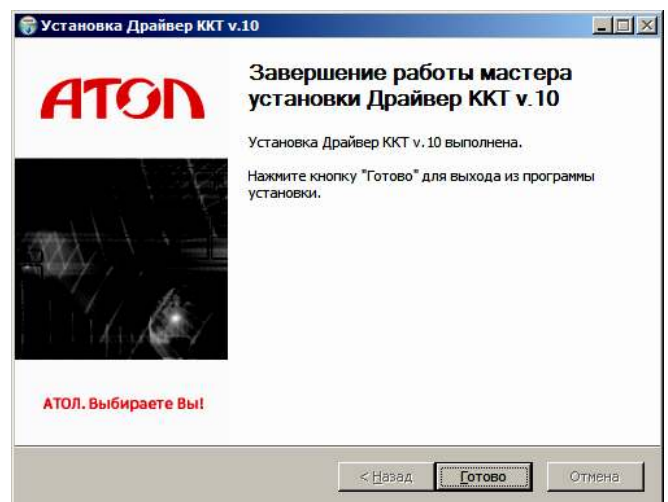 Установка Драйвер ККТ v.10
АТОЛ
Завершение работы мастера
установки Драйвер ККТ v.10
Установка Драйвер ККТ v.10 выполнена.
Нажмите кнопку "Готово" для выхода из программы
установки.
АТОЛ. Выбираете Вы!
< Назад
Готово
Отмена